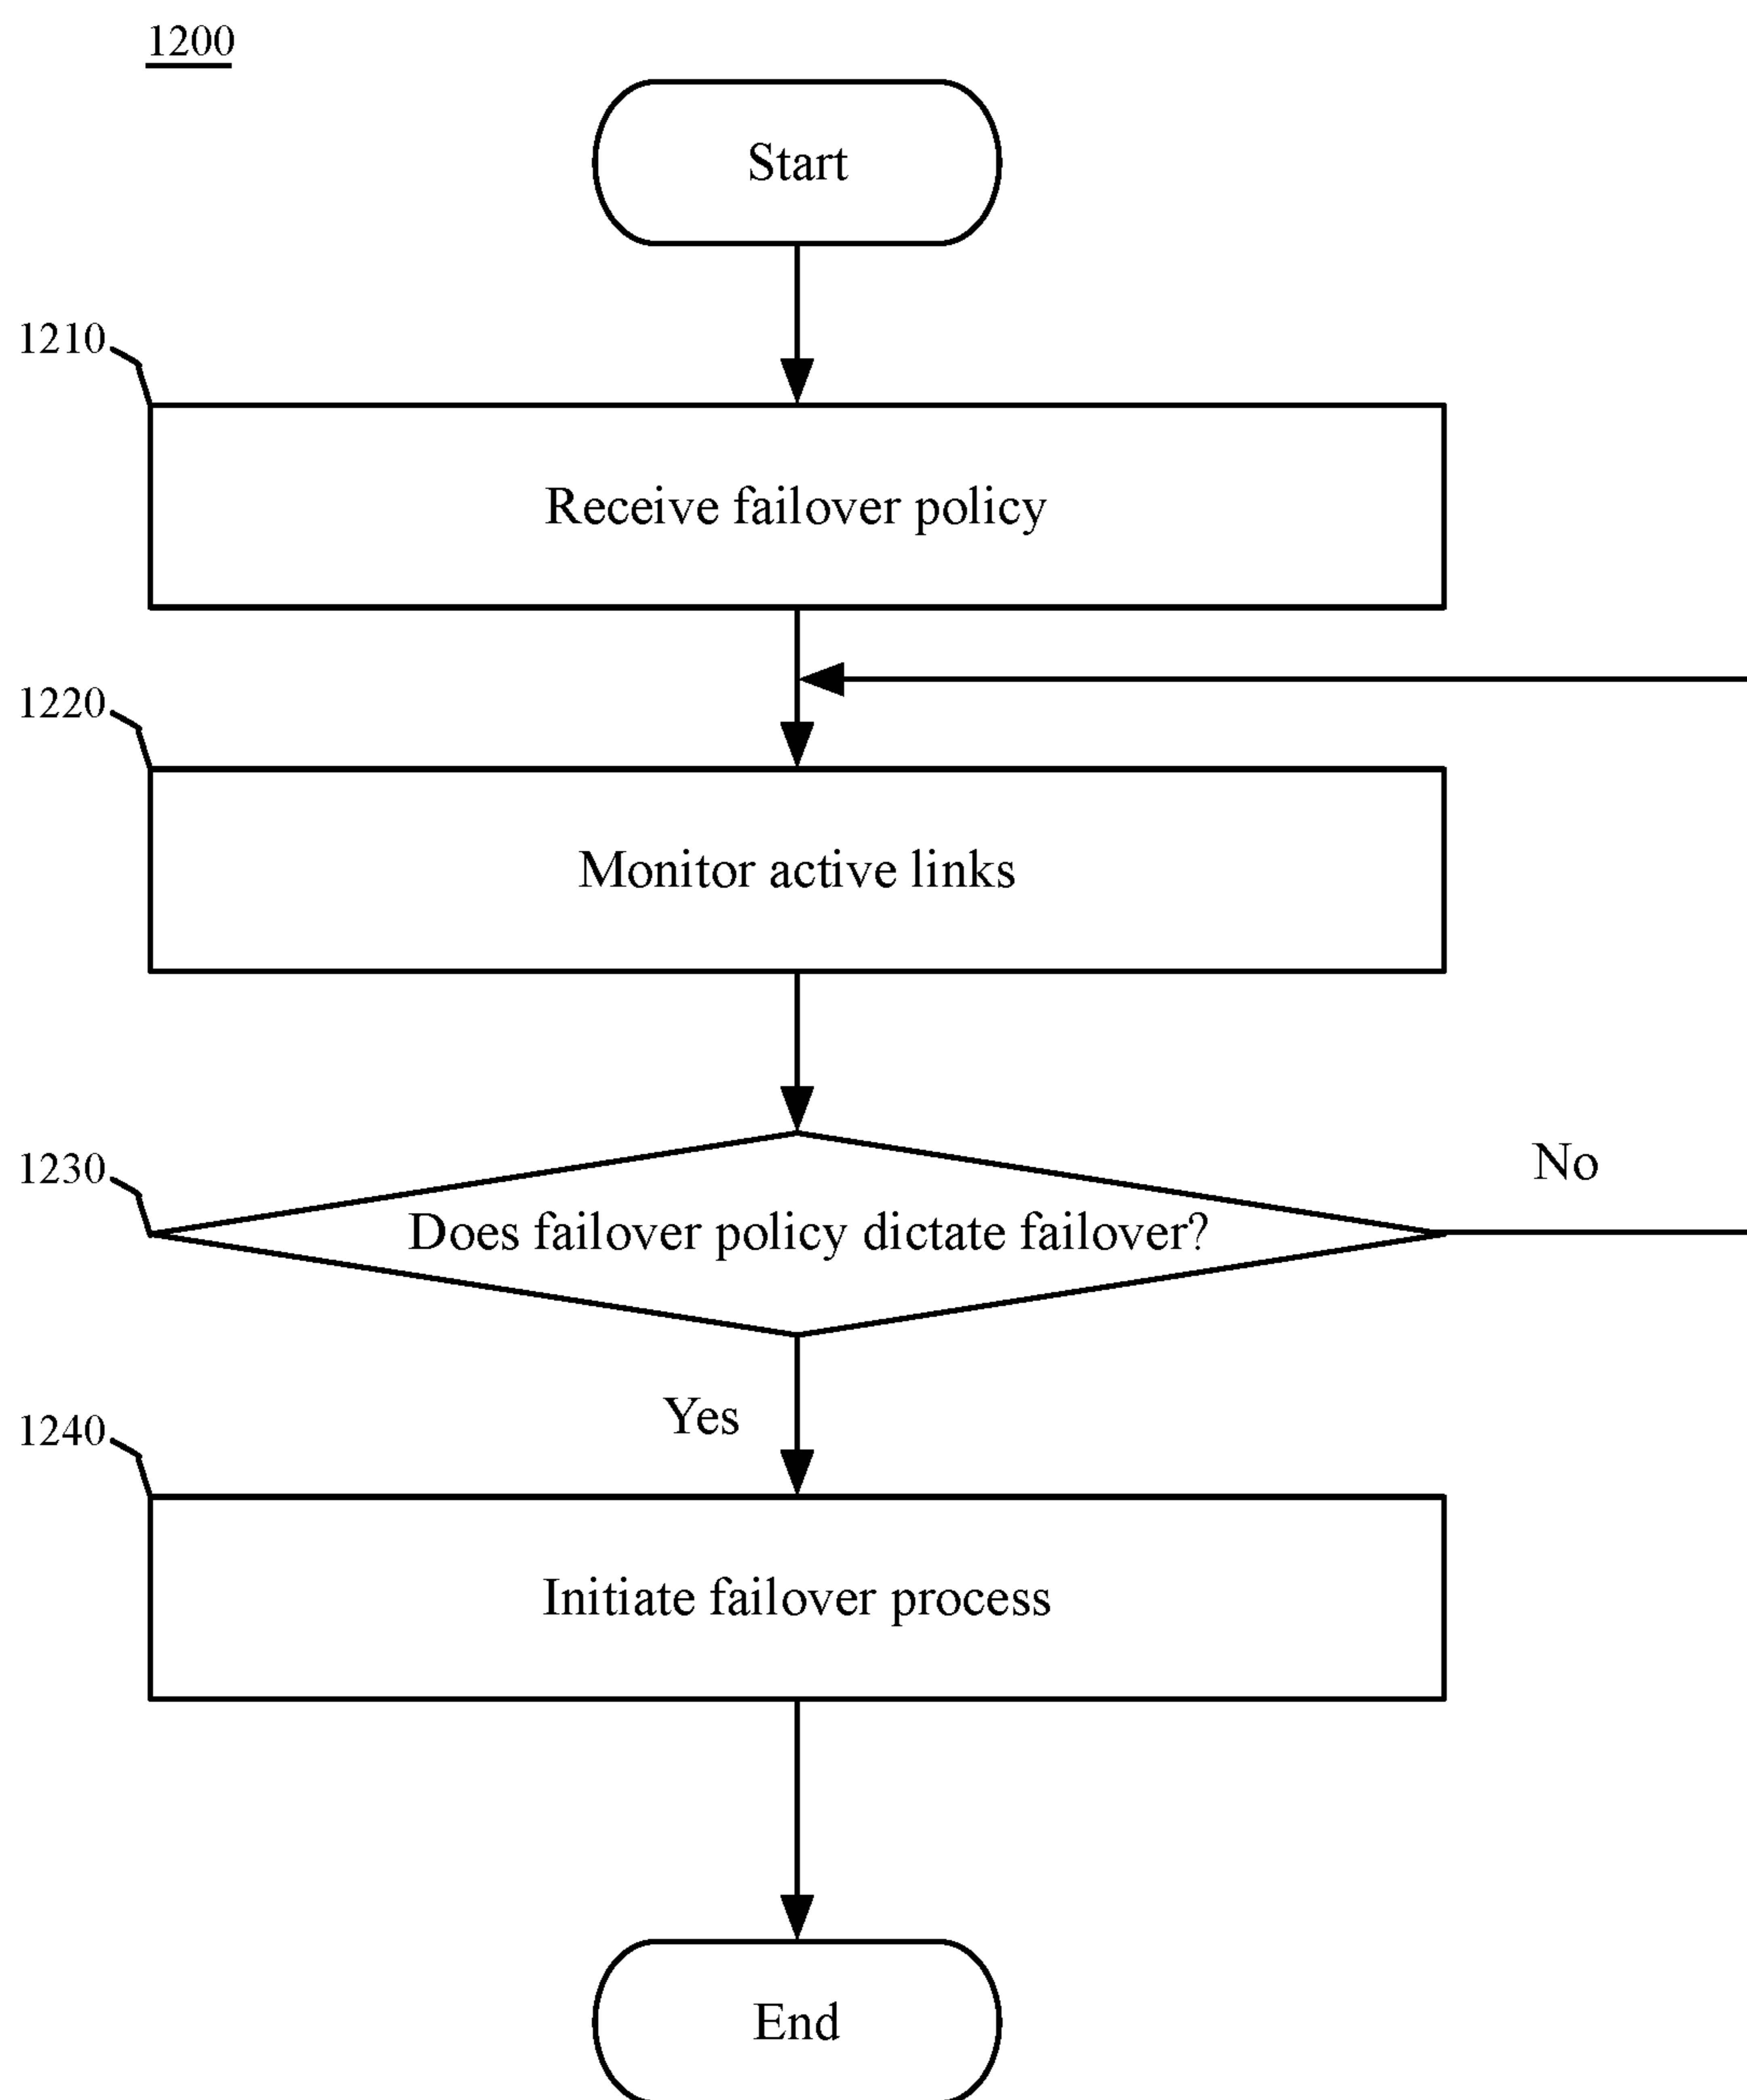 1200
Start
1210
Receive failover policy
1220
Monitor active links
1230
Does failover policy dictate failover?
No
Yes
1240
Initiate failover process
End